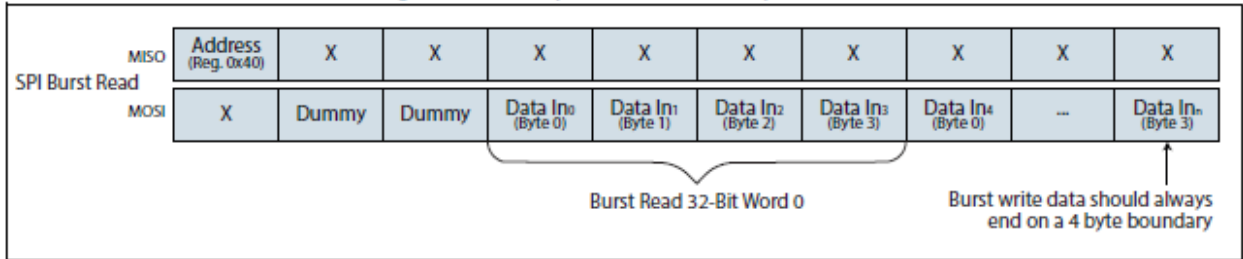 MISO Address (Reg. 0x40) X X X X X X X X X
SPI Burst Read
MOSI X Dummy Dummy Data In0 (Byte 0) Data In1 (Byte 1) Data In2 (Byte 2) Data In3 (Byte 3) Data In4 (Byte 0) ... Data Inn (Byte 3)
Burst Read 32-Bit Word 0
Burst write data should always
end on a 4 byte boundary